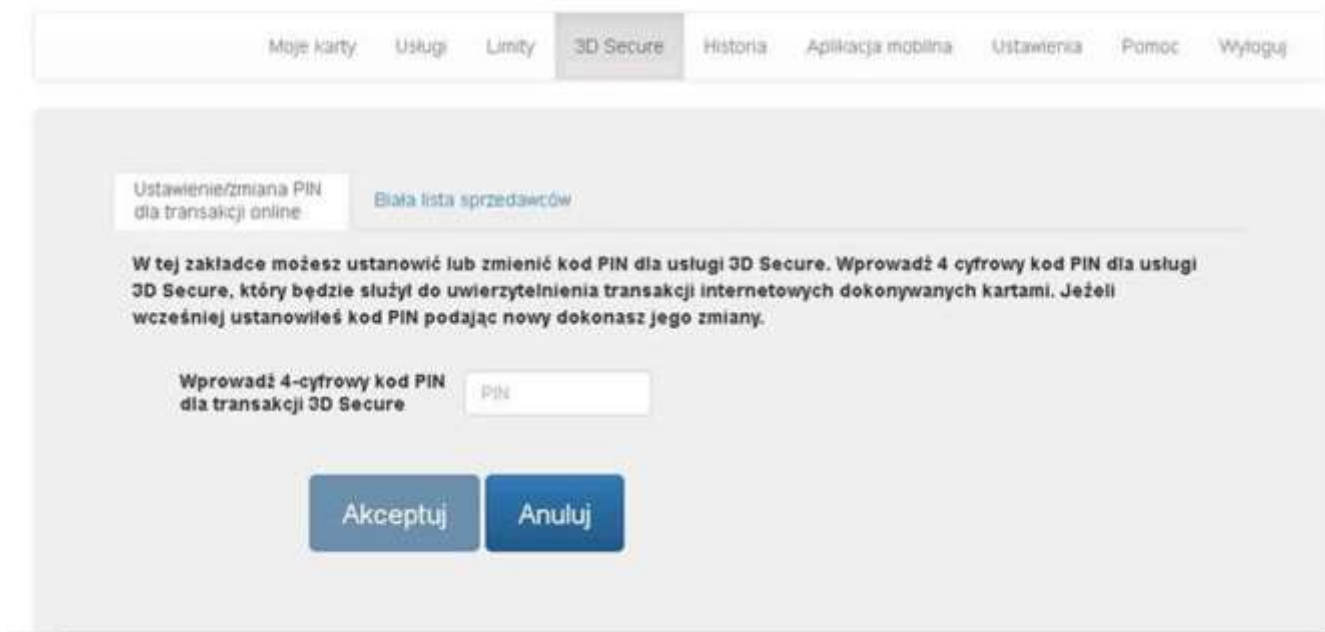 Moje karty Usługi Limity 3D Secure Historia Aplikacja mobilna Ustawienia Pomoc Wyloguj
Ustawienie/zmiana PIN
dla transakcji online
Biała lista sprzedawców
W tej zakładce możesz ustanowić lub zmienić kod PIN dla usługi 3D Secure. Wprowadź 4 cyfrowy kod PIN dla usługi
3D Secure, który będzie służył do uwierzytelnienia transakcji internetowych dokonywanych kartami. Jeżeli
wcześniej ustanowiłeś kod PIN podając nowy dokonasz jego zmiany.
Wprowadź 4-cyfrowy kod PIN
dla transakcji 3D Secure
PIN
Akceptuj Anuluj